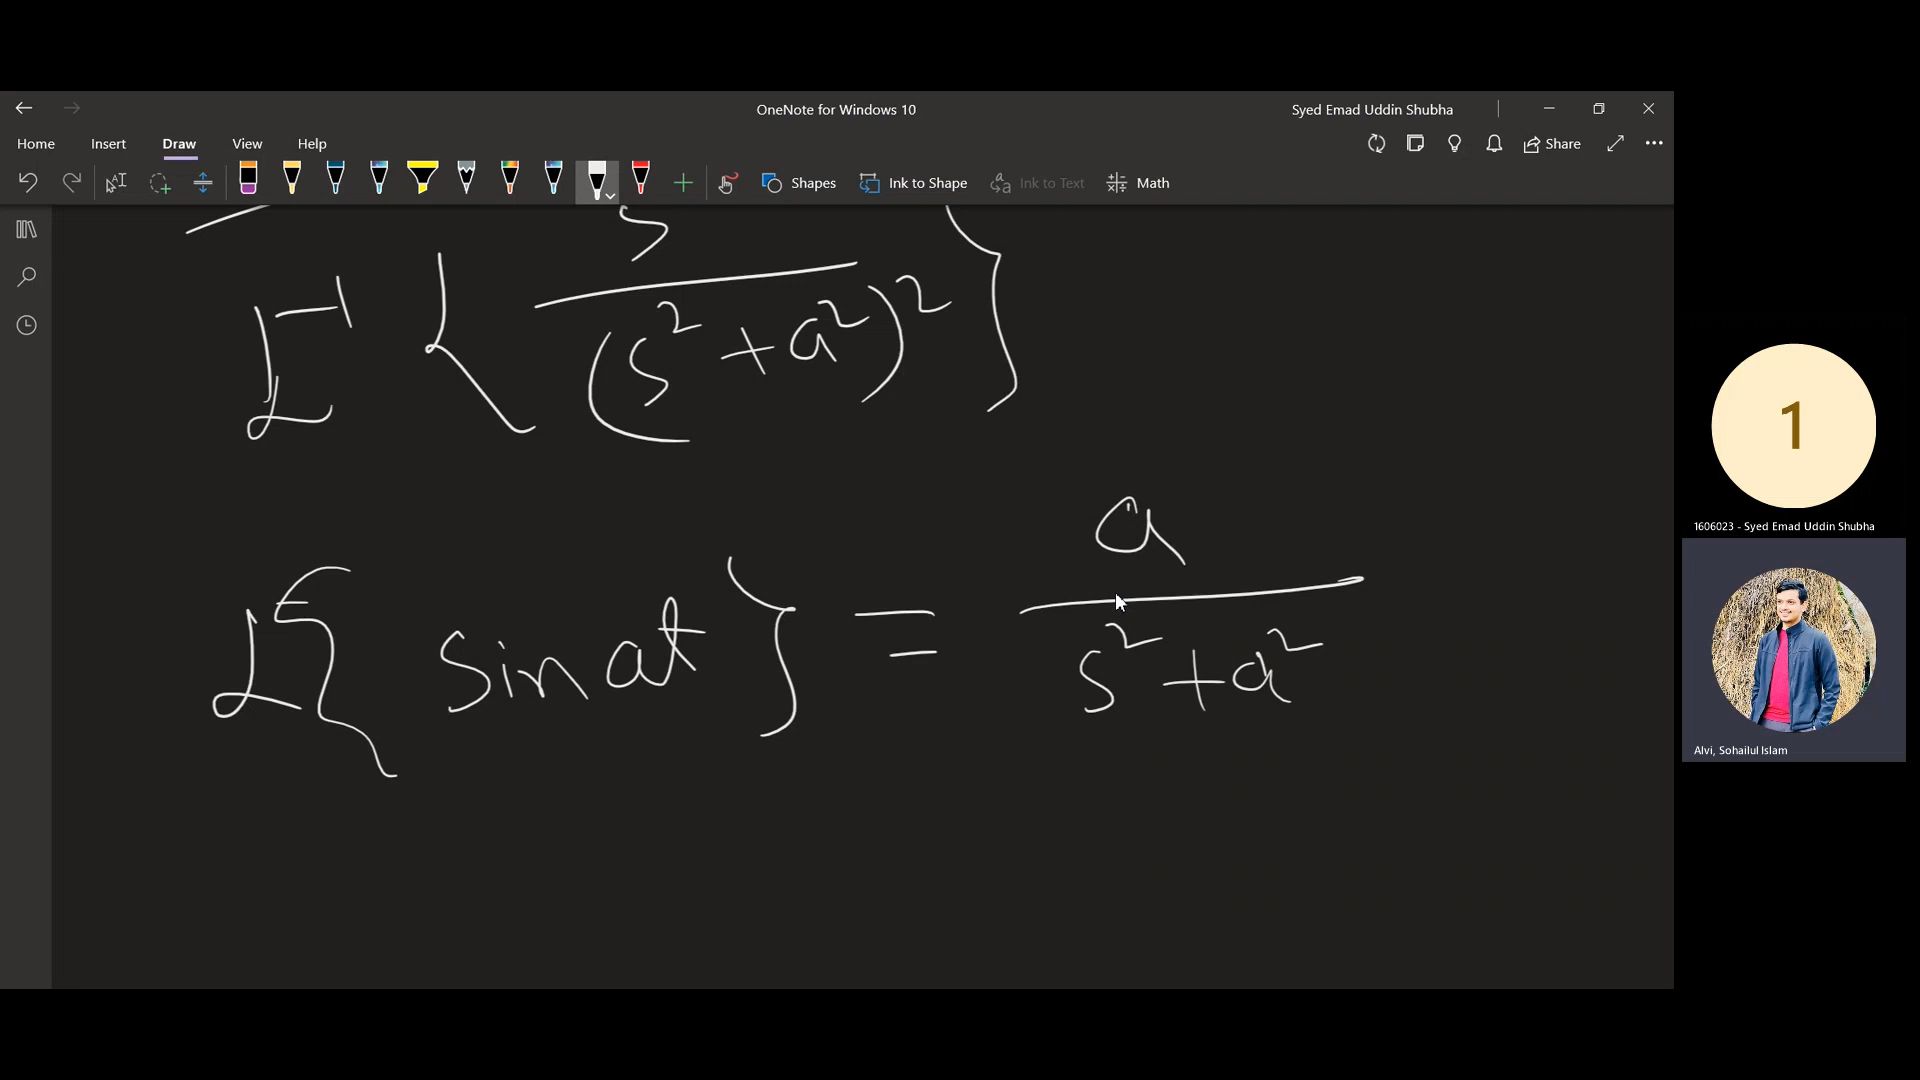 OneNote for Windows 10
Syed Emad Uddin Shubha
Home Insert Draw View Help
Share
Shapes Ink to Shape Ink to Text Math
£⁻¹ { s / (s² + a²)² }
£{ sin at } = a / s² + a²
1
1606023 - Syed Emad Uddin Shubha
Alvi, Sohailul Islam